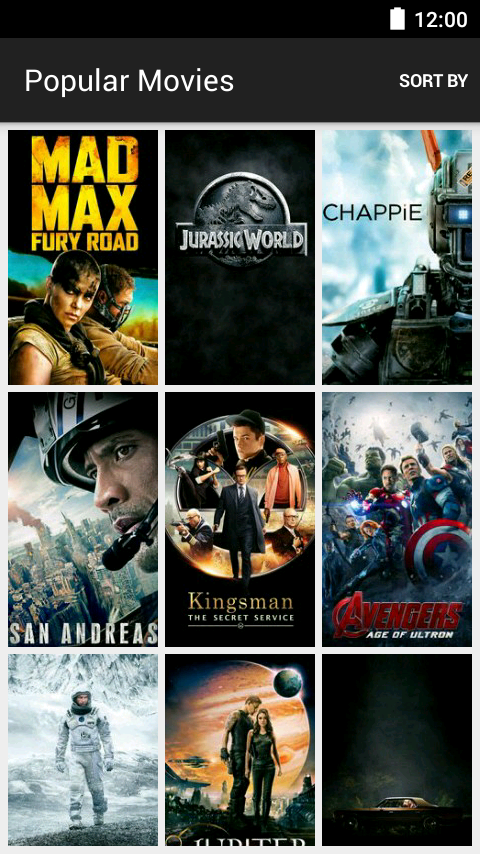 12:00
Popular Movies
SORT BY
MAD
MAX
FURY ROAD
JURASSIC WORLD
CHAPPiE
SAN ANDREAS
Kingsman
THE SECRET SERVICE
AVENGERS
AGE OF ULTRON
JUPITER